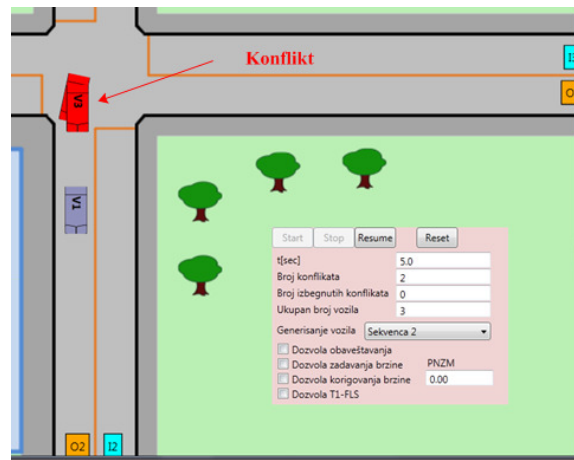 Konflikt
V3
V1
Start Stop Resume Reset
t[sec] 5.0
Broj konflikata 2
Broj izbegnutih konflikata 0
Ukupan broj vozila 3
Generisanje vozila Sekvenca 2
Dozvola obaveštavanja
Dozvola zadavanja brzine PNZM
Dozvola korigovanja brzine 0.00
Dozvola T1-FLS
O2 I2